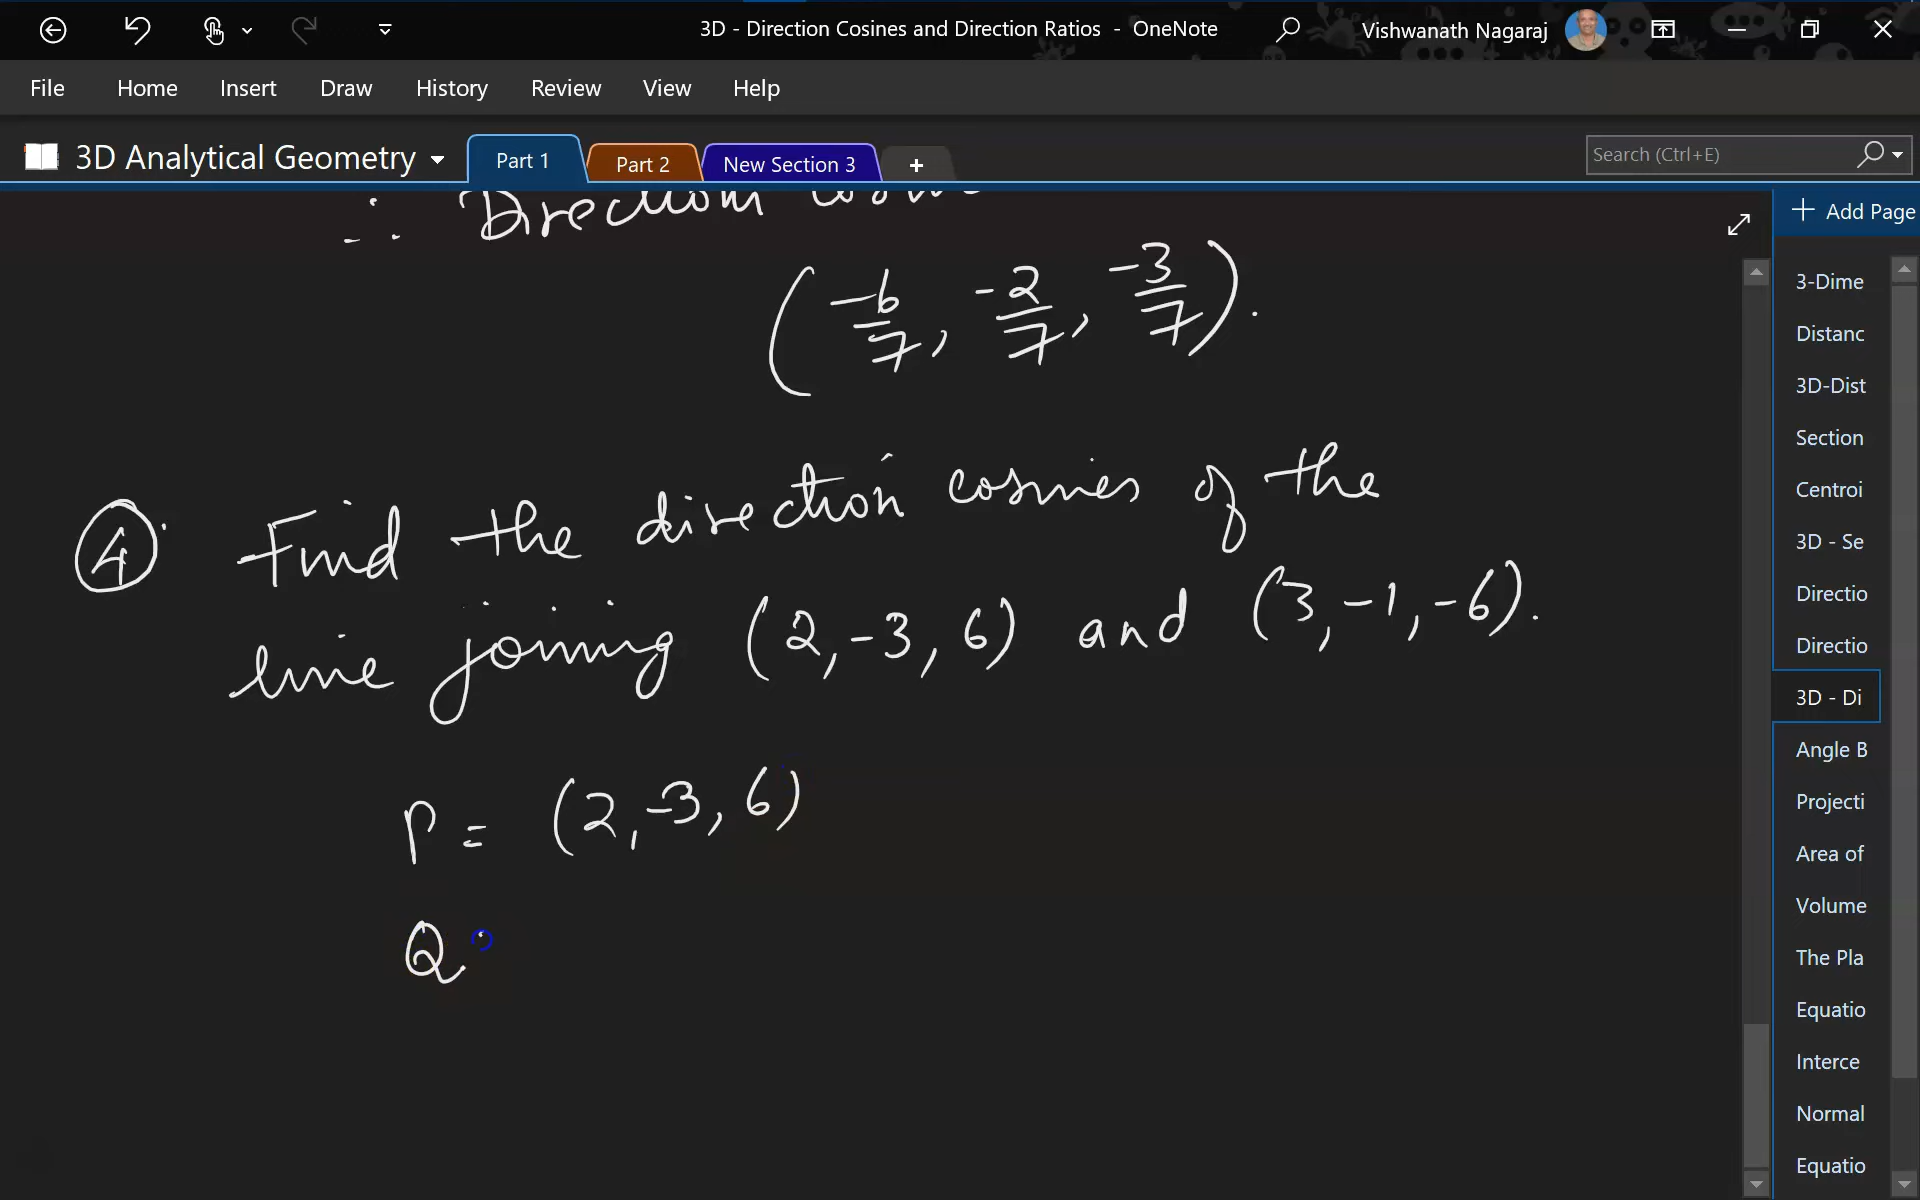 3D - Direction Cosines and Direction Ratios - OneNote
Vishwanath Nagaraj
File Home Insert Draw History Review View Help
3D Analytical Geometry Part 1 Part 2 New Section 3 +
Search (Ctrl+E)
+ Add Page
∴ Direction
(-6/7, -2/7, -3/7).
④ Find the direction cosines of the
line joining (2, -3, 6) and (3, -1, -6).
P = (2, -3, 6)
Q
3-Dime
Distanc
3D-Dist
Section
Centroi
3D - Se
Directio
Directio
3D - Di
Angle B
Projecti
Area of
Volume
The Pla
Equatio
Interce
Normal
Equatio